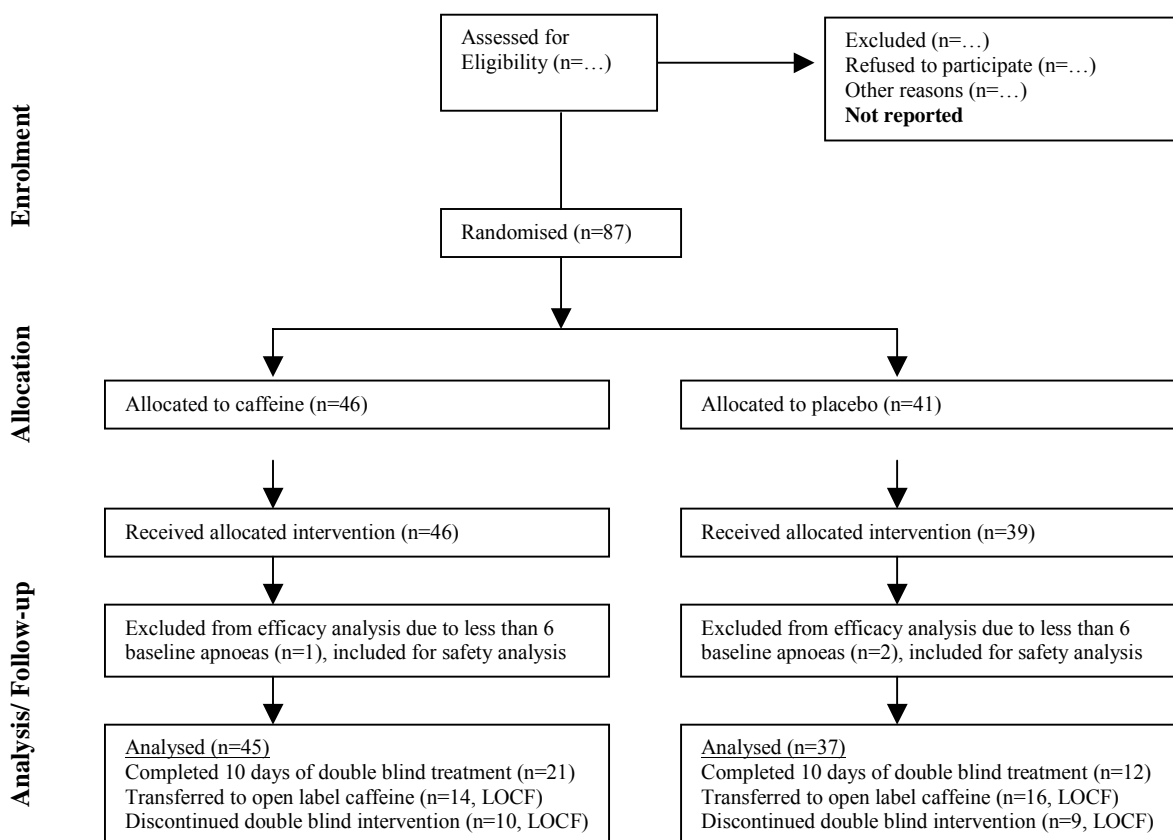 Enrolment
Assessed for
Eligibility (n=…)
Excluded (n=…)
Refused to participate (n=…)
Other reasons (n=…)
Not reported
Randomised (n=87)
Allocation
Allocated to caffeine (n=46)
Allocated to placebo (n=41)
Analysis/ Follow-up
Received allocated intervention (n=46)
Received allocated intervention (n=39)
Excluded from efficacy analysis due to less than 6
baseline apnoeas (n=1), included for safety analysis
Excluded from efficacy analysis due to less than 6
baseline apnoeas (n=2), included for safety analysis
Analysed (n=45)
Completed 10 days of double blind treatment (n=21)
Transferred to open label caffeine (n=14, LOCF)
Discontinued double blind intervention (n=10, LOCF)
Analysed (n=37)
Completed 10 days of double blind treatment (n=12)
Transferred to open label caffeine (n=16, LOCF)
Discontinued double blind intervention (n=9, LOCF)